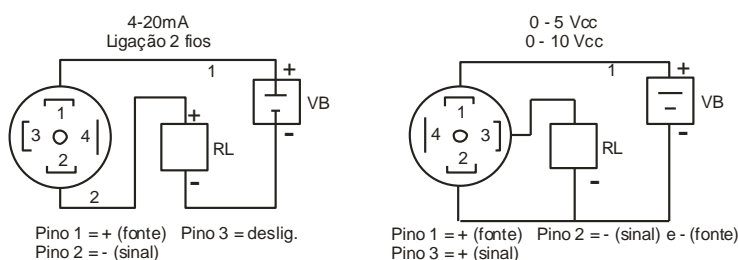 4-20mA
Ligação 2 fios
1
+
VB
-
1
3
4
2
+
RL
-
2
Pino 1 = + (fonte) Pino 3 = deslig.
Pino 2 = - (sinal)
0 - 5 Vcc
0 - 10 Vcc
1
+
VB
-
1
4
3
2
RL
-
Pino 1 = + (fonte) Pino 2 = - (sinal) e - (fonte)
Pino 3 = + (sinal)